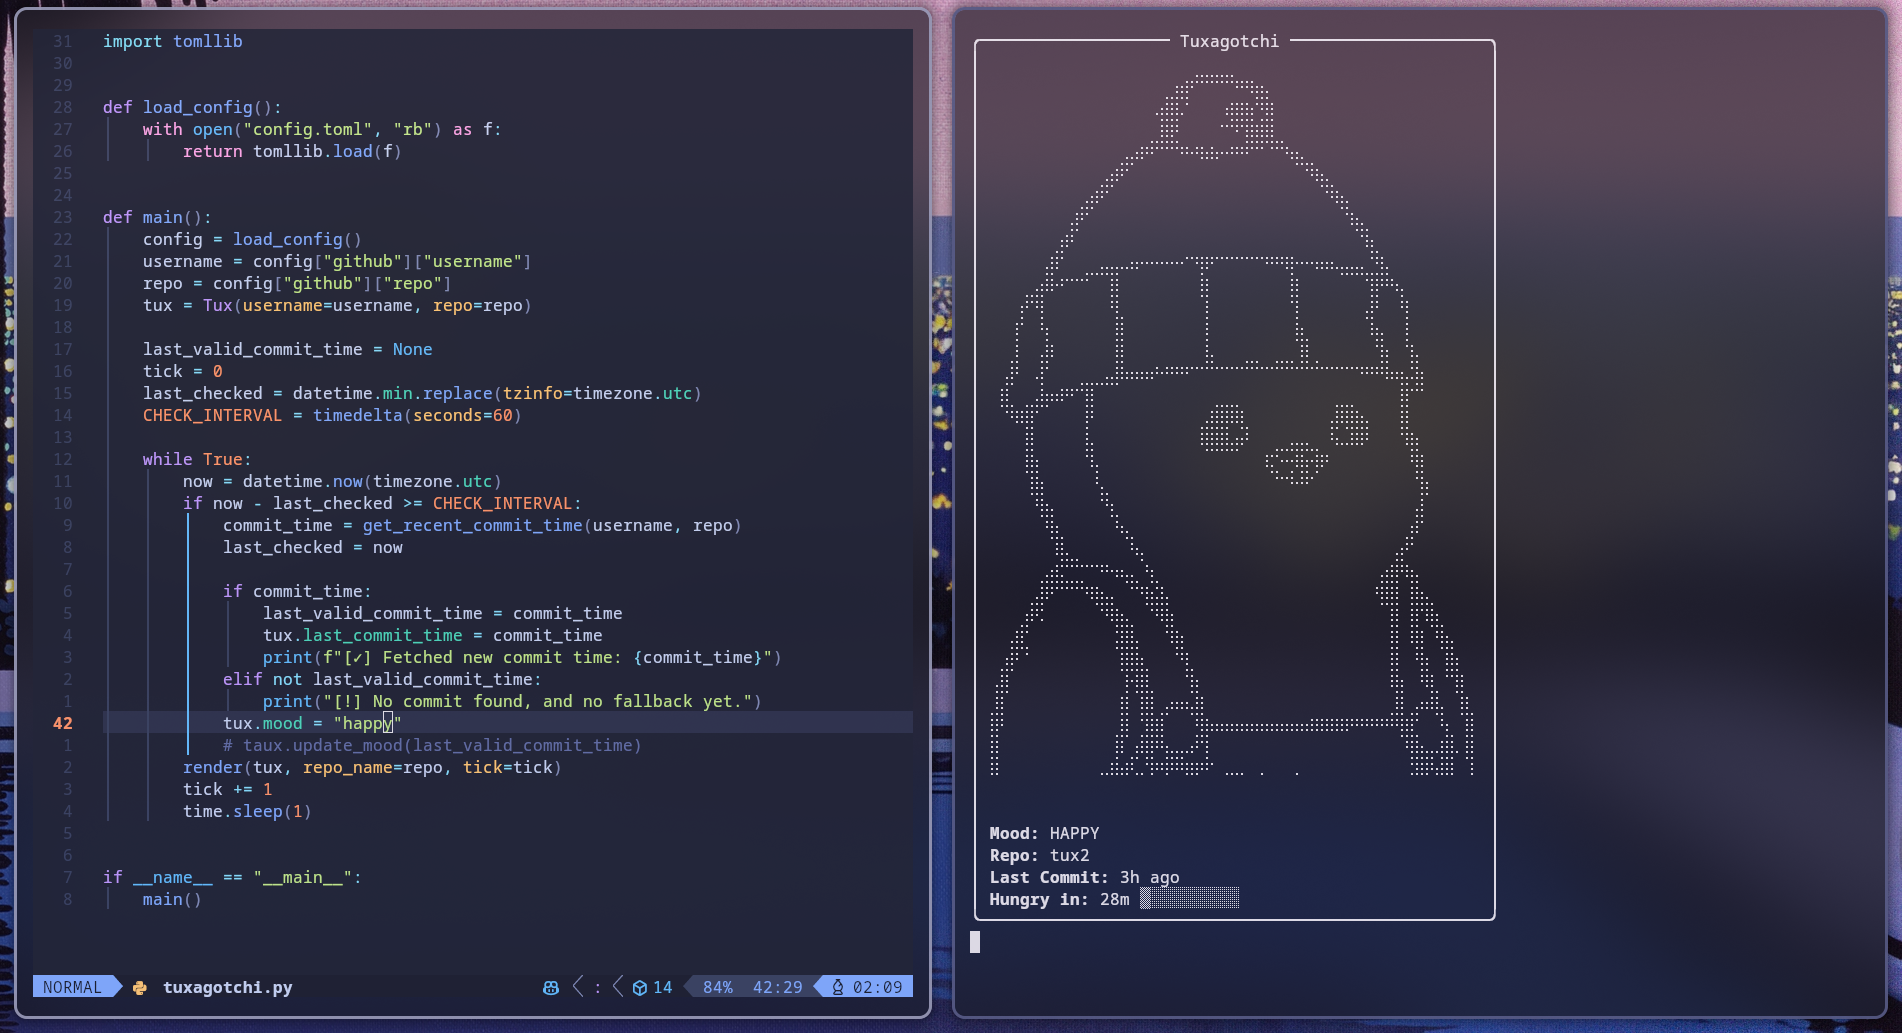 31 import tomllib
30
29
28 def load_config():
27     with open("config.toml", "rb") as f:
26         return tomllib.load(f)
25
24
23 def main():
22     config = load_config()
21     username = config["github"]["username"]
20     repo = config["github"]["repo"]
19     tux = Tux(username=username, repo=repo)
18
17     last_valid_commit_time = None
16     tick = 0
15     last_checked = datetime.min.replace(tzinfo=timezone.utc)
14     CHECK_INTERVAL = timedelta(seconds=60)
13
12     while True:
11         now = datetime.now(timezone.utc)
10         if now - last_checked >= CHECK_INTERVAL:
9             commit_time = get_recent_commit_time(username, repo)
8             last_checked = now
7
6             if commit_time:
5                 last_valid_commit_time = commit_time
4                 tux.last_commit_time = commit_time
3                 print(f"[✓] Fetched new commit time: {commit_time}")
2             elif not last_valid_commit_time:
1                 print("[!] No commit found, and no fallback yet.")
42             tux.mood = "happy"
1             # taux.update_mood(last_valid_commit_time)
2         render(tux, repo_name=repo, tick=tick)
3         tick += 1
4         time.sleep(1)
5
6
7 if __name__ == "__main__":
8     main()
NORMAL tuxagotchi.py : 14 84% 42:29 02:09
Tuxagotchi
Mood: HAPPY
Repo: tux2
Last Commit: 3h ago
Hungry in: 28m